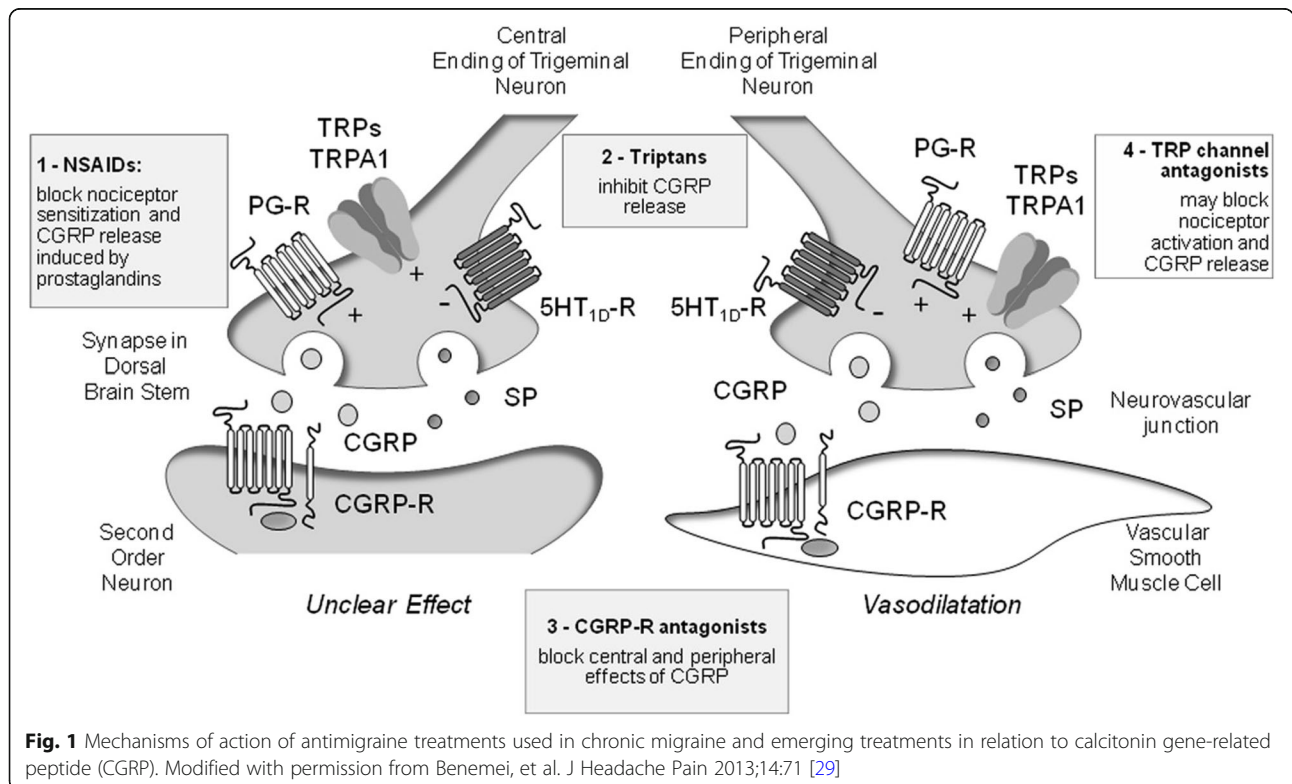 Central
Ending of Trigeminal
Neuron
Peripheral
Ending of Trigeminal
Neuron
1 - NSAIDs:
block nociceptor
sensitization and
CGRP release
induced by
prostaglandins
TRPs
TRPA1
PG-R
+
+
-
5HT1D-R
2 - Triptans
inhibit CGRP
release
PG-R
TRPs
TRPA1
5HT1D-R
-
+
+
4 - TRP channel
antagonists
may block
nociceptor
activation and
CGRP release
Synapse in
Dorsal
Brain Stem
SP
CGRP
CGRP-R
Second
Order
Neuron
Unclear Effect
CGRP
SP
Neurovascular
junction
CGRP-R
Vascular
Smooth
Muscle Cell
Vasodilatation
3 - CGRP-R antagonists
block central and peripheral
effects of CGRP
Fig. 1 Mechanisms of action of antimigraine treatments used in chronic migraine and emerging treatments in relation to calcitonin gene-related
peptide (CGRP). Modified with permission from Benemei, et al. J Headache Pain 2013;14:71 [29]